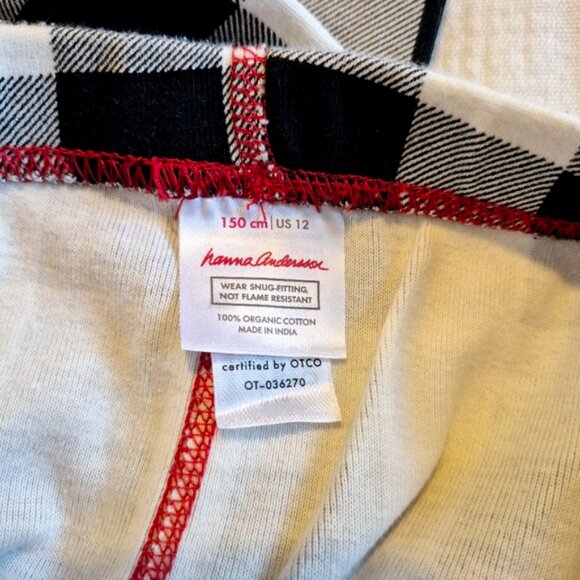 150 cm | US 12
hanna andersson
WEAR SNUG-FITTING,
NOT FLAME RESISTANT
100% ORGANIC COTTON
MADE IN INDIA
certified by OTCO
OT-036270